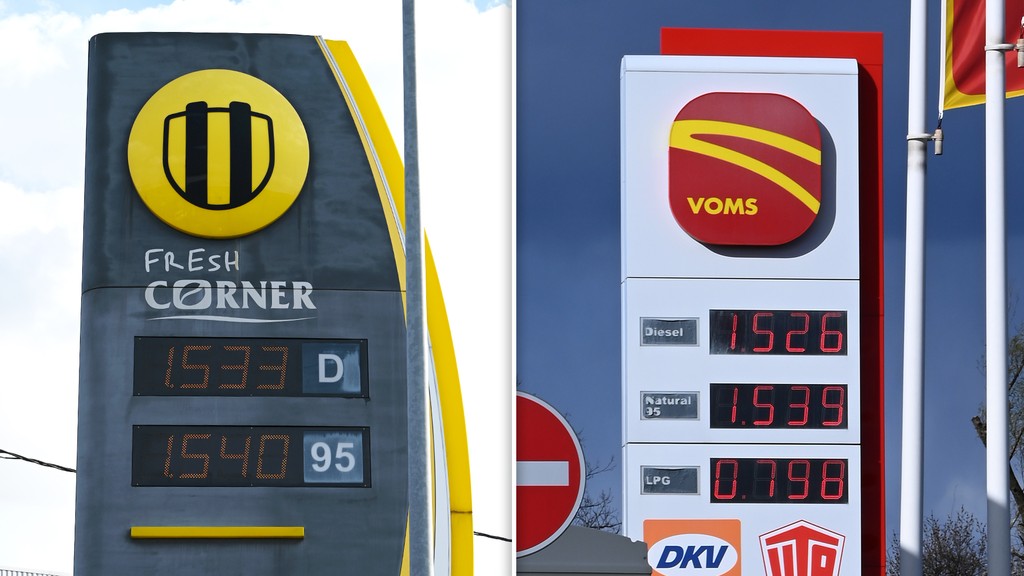 FRESH
CORNER
1.533 D
1.540 95
VOMS
Diesel 1.526
Natural 1.539
95
LPG 0.798
DKV